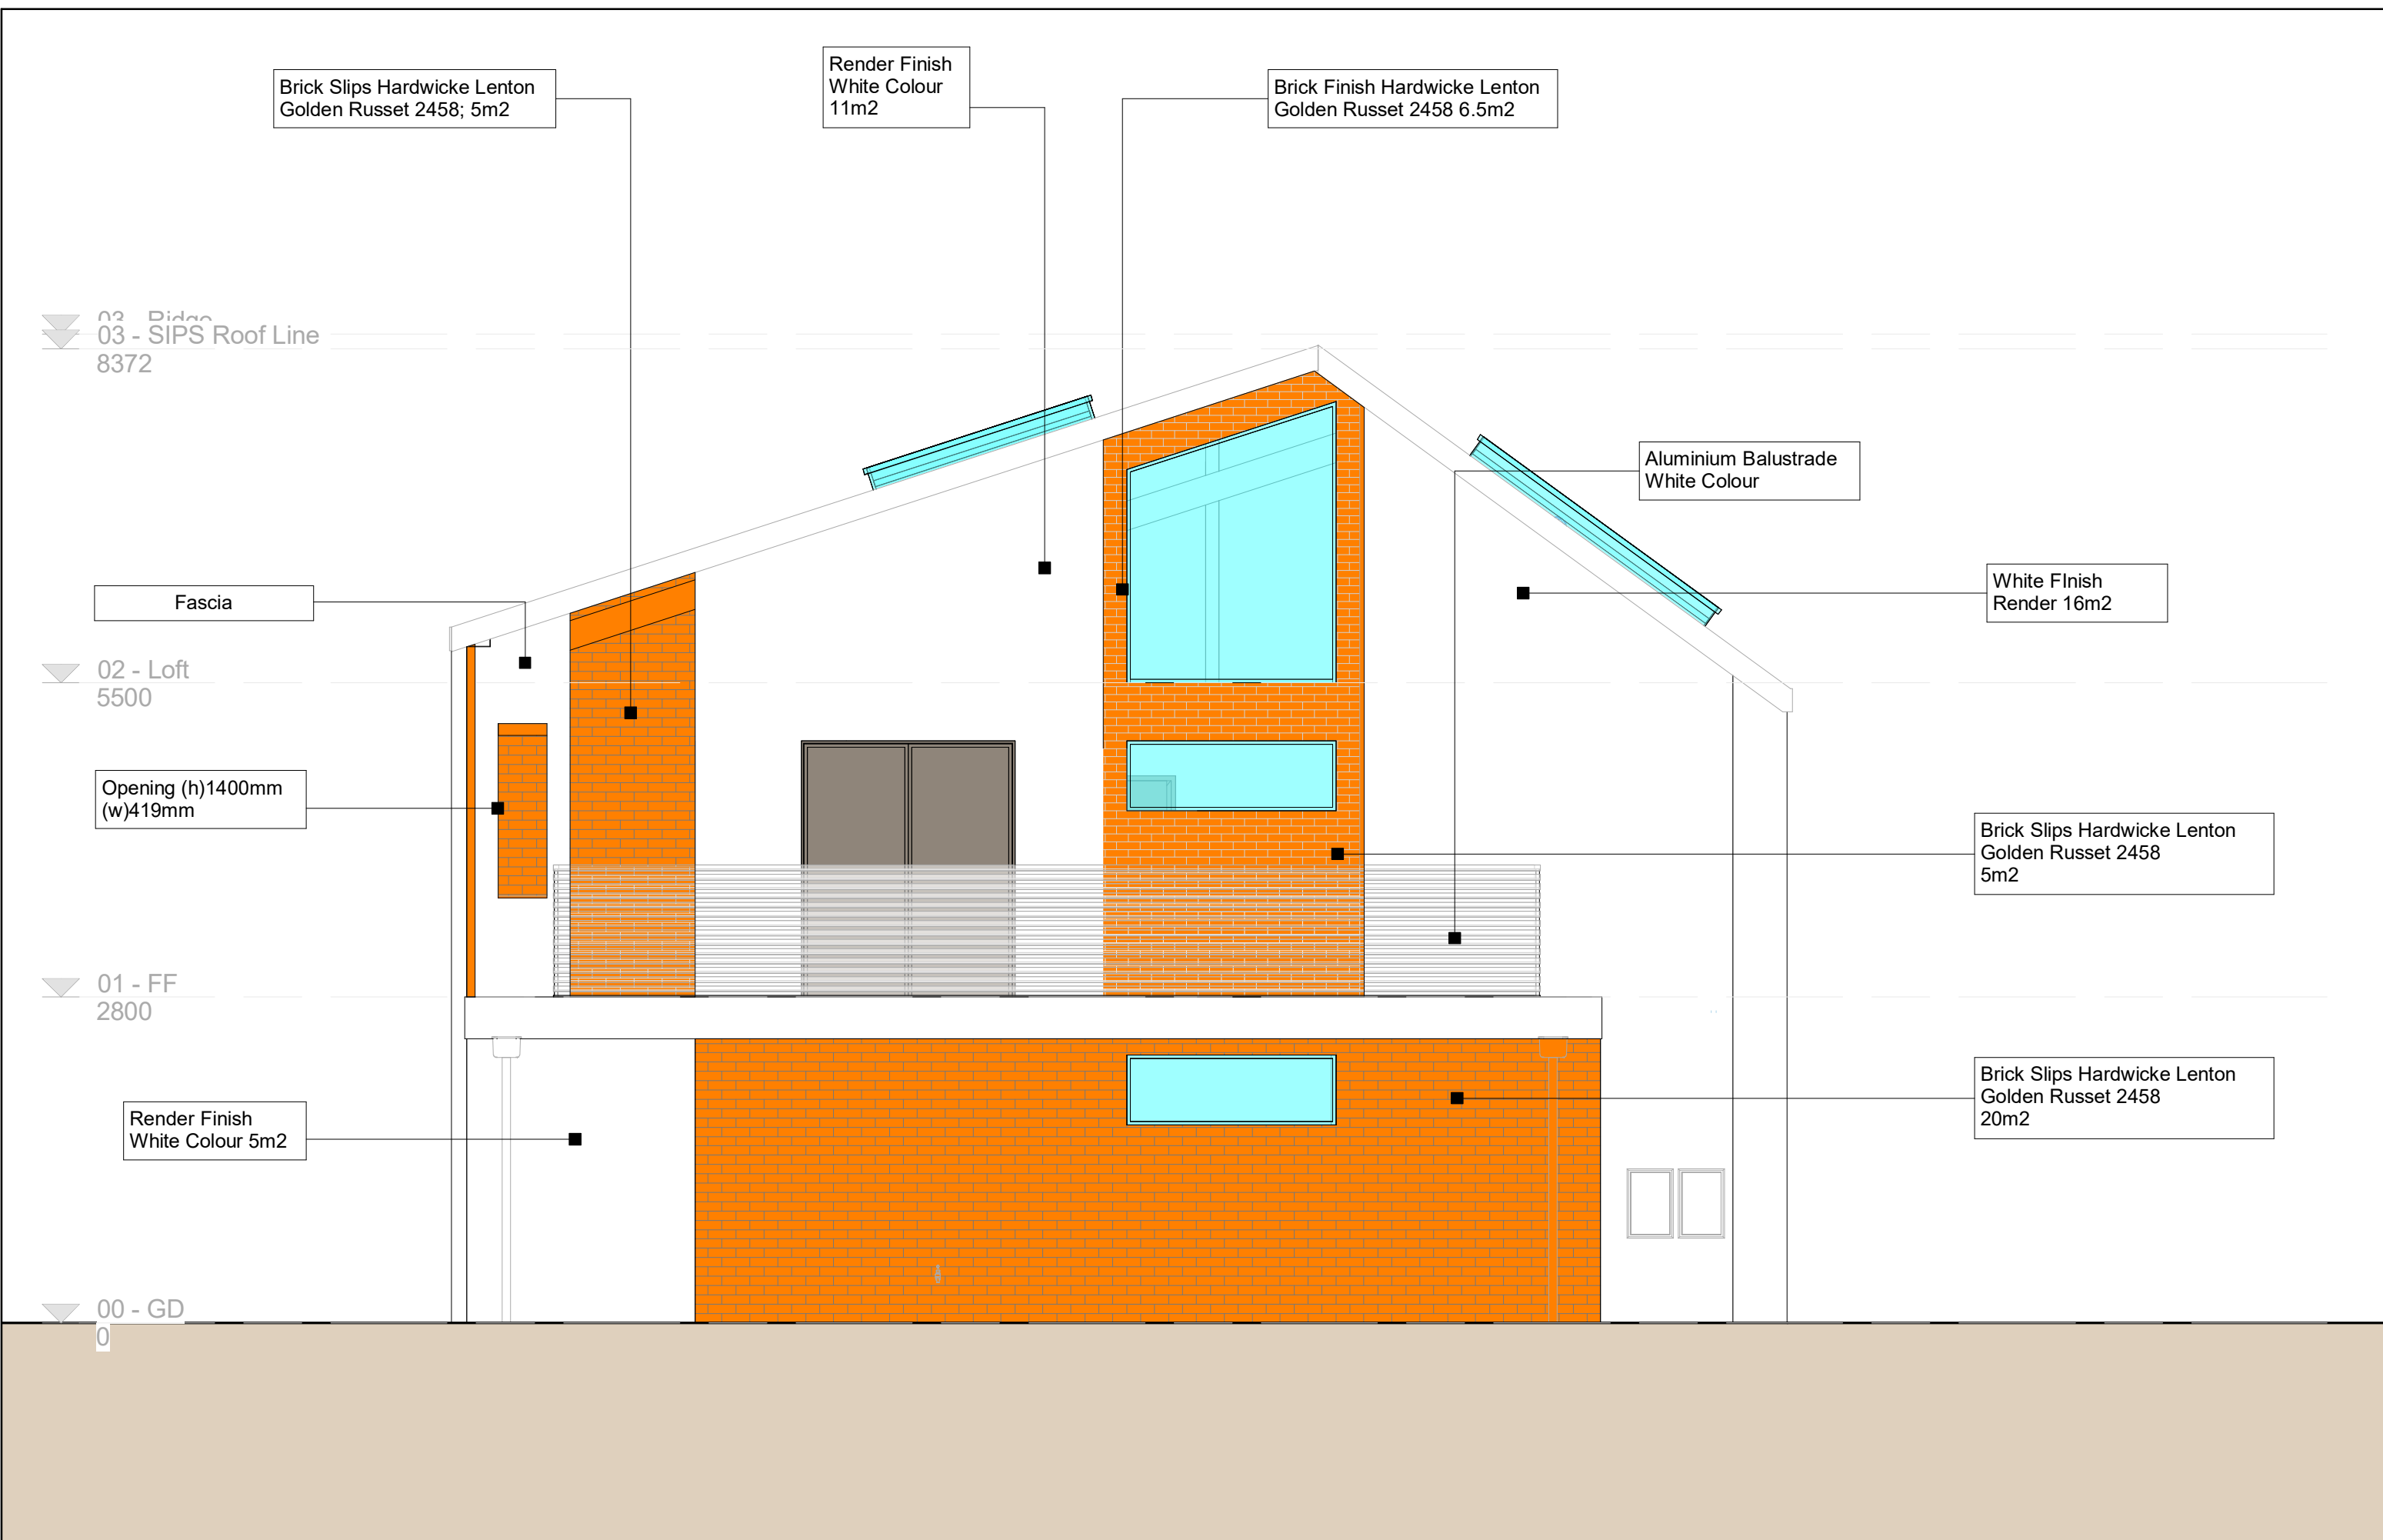 Brick Slips Hardwicke Lenton
Golden Russet 2458; 5m2
Render Finish
White Colour
11m2
Brick Finish Hardwicke Lenton
Golden Russet 2458 6.5m2
03 - Ridge
03 - SIPS Roof Line
8372
Aluminium Balustrade
White Colour
White FInish
Render 16m2
Fascia
02 - Loft
5500
Opening (h)1400mm
(w)419mm
Brick Slips Hardwicke Lenton
Golden Russet 2458
5m2
01 - FF
2800
Brick Slips Hardwicke Lenton
Golden Russet 2458
20m2
Render Finish
White Colour 5m2
00 - GD
0